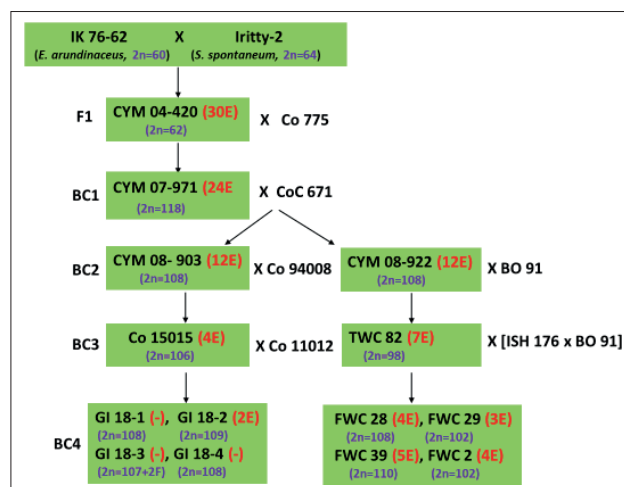 IK 76-62 X Iritty-2
(E. arundinaceus, 2n=60) (S. spontaneum, 2n=64)
F1 CYM 04-420 (30E) X Co 775
(2n=62)
BC1 CYM 07-971 (24E X CoC 671
(2n=118)
BC2 CYM 08- 903 (12E) X Co 94008 CYM 08-922 (12E) X BO 91
(2n=108) (2n=108)
BC3 Co 15015 (4E) X Co 11012 TWC 82 (7E) X [ISH 176 x BO 91]
(2n=106) (2n=98)
BC4 GI 18-1 (-), GI 18-2 (2E) FWC 28 (4E), FWC 29 (3E)
(2n=108) (2n=109) (2n=108) (2n=102)
GI 18-3 (-), GI 18-4 (-) FWC 39 (5E), FWC 2 (4E)
(2n=107+2F) (2n=108) (2n=110) (2n=102)